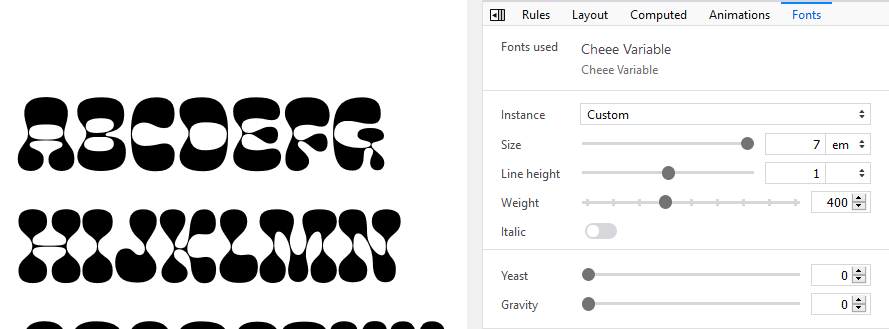 ABCDEFG
HIJKLMN
Rules Layout Computed Animations Fonts
Fonts used Cheee Variable
Cheee Variable
Instance Custom
Size 7 em
Line height 1
Weight 400
Italic
Yeast 0
Gravity 0